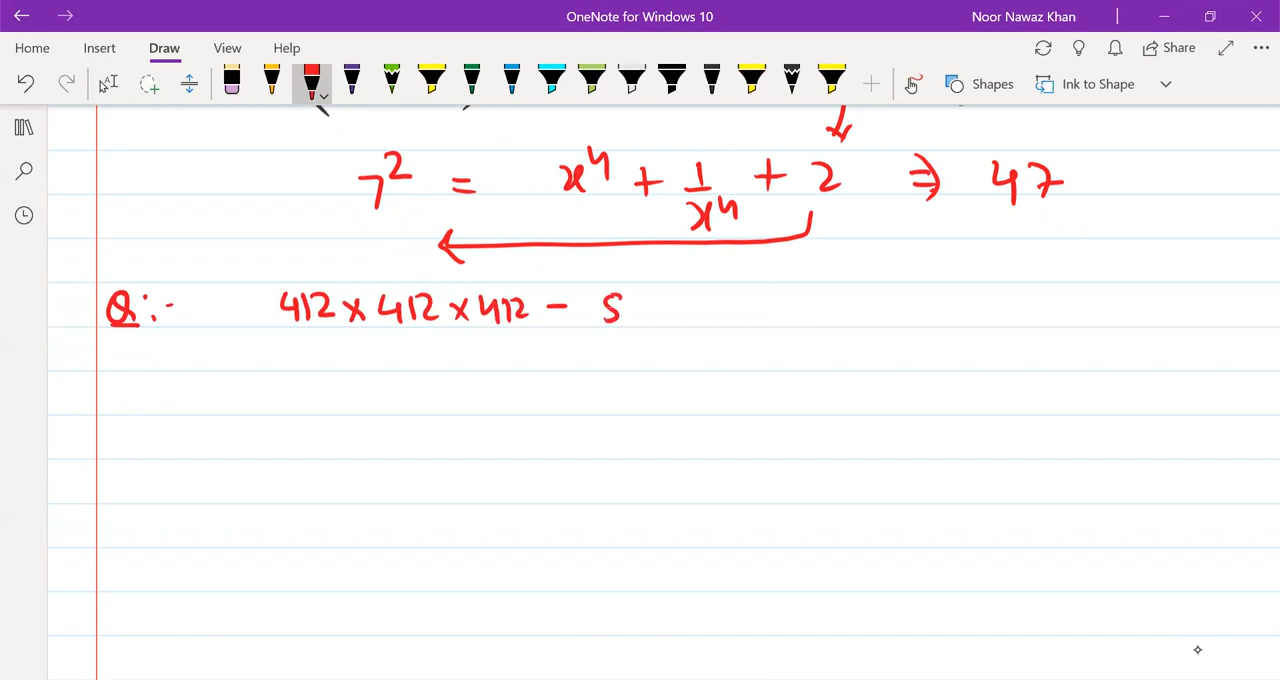 OneNote for Windows 10
Noor Nawaz Khan
Home Insert Draw View Help
Share
Shapes
Ink to Shape
7² = x⁴ + 1/x⁴ + 2 ⇒ 47
Q:- 412 × 412 × 412 - 5